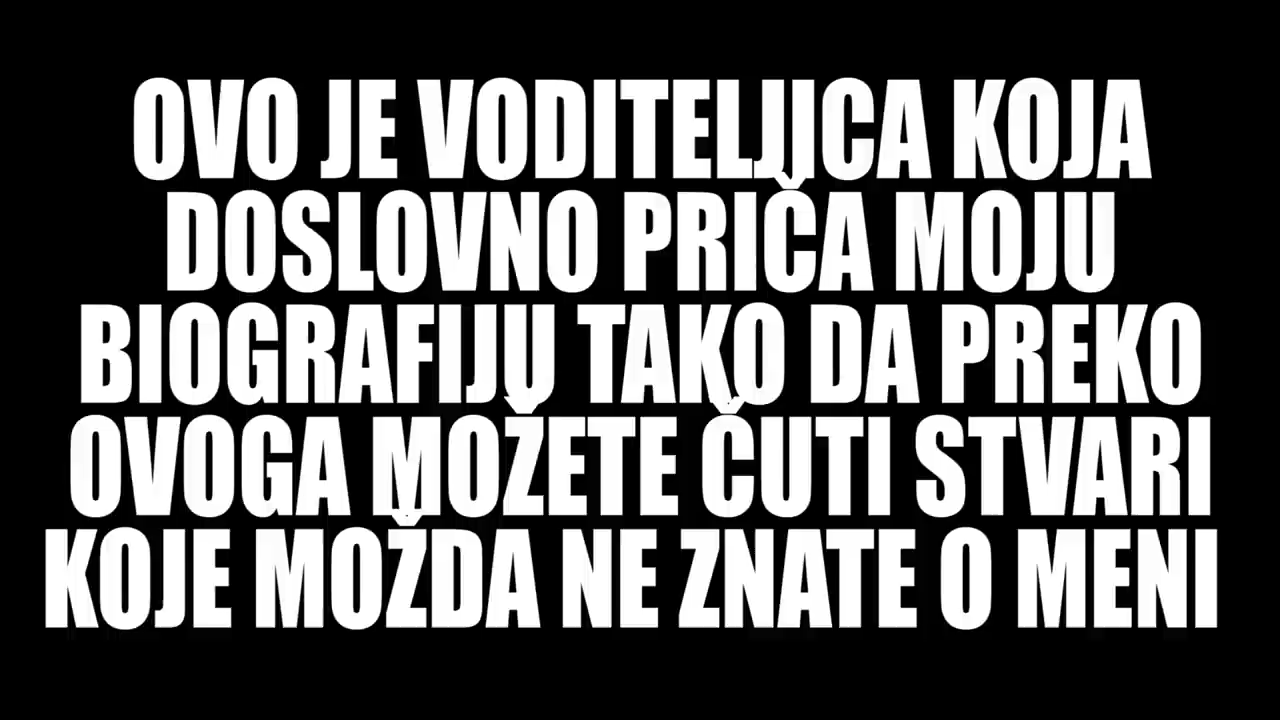 OVO JE VODITELJICA KOJA
DOSLOVNO PRIČA MOJU
BIOGRAFIJU TAKO DA PREKO
OVOGA MOŽETE ČUTI STVARI
KOJE MOŽDA NE ZNATE O MENI